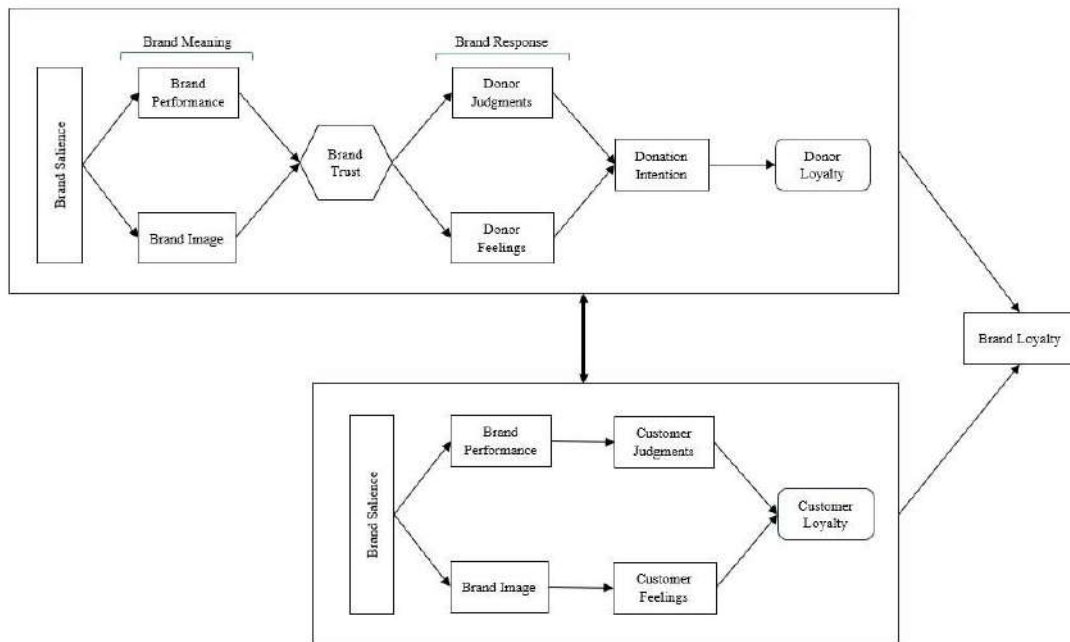 Brand Meaning
Brand Response
Brand Salience
Brand
Performance
Brand Image
Brand
Trust
Donor
Judgments
Donor
Feelings
Donation
Intention
Donor
Loyalty
Brand Loyalty
Brand Salience
Brand
Performance
Brand Image
Customer
Judgments
Customer
Feelings
Customer
Loyalty